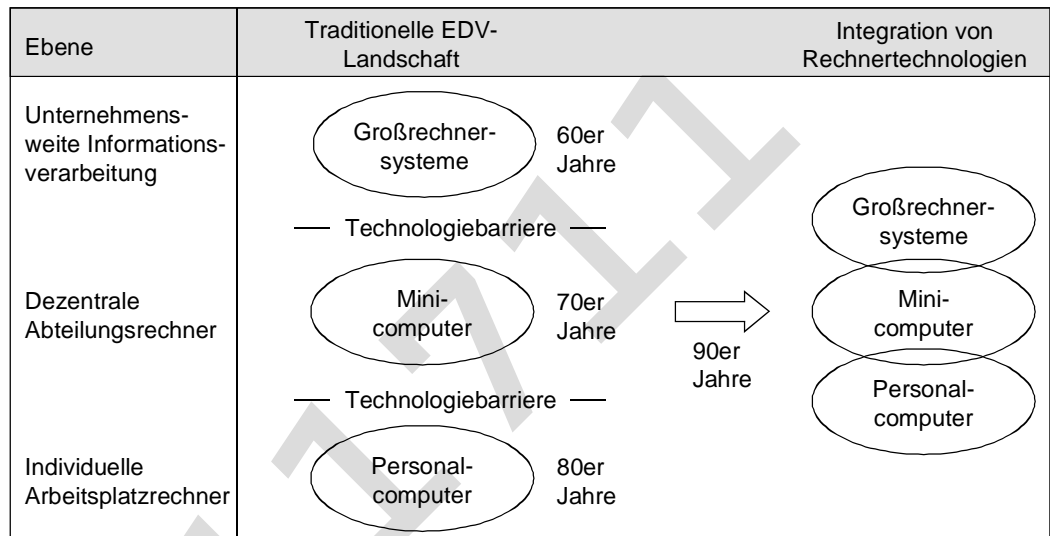 Ebene
Traditionelle EDV-
Landschaft
Integration von
Rechnertechnologien
Unternehmens-
weite Informations-
verarbeitung
Großrechner-
systeme
60er
Jahre
Technologiebarriere
Dezentrale
Abteilungsrechner
Mini-
computer
70er
Jahre
Technologiebarriere
Individuelle
Arbeitsplatzrechner
Personal-
computer
80er
Jahre
90er
Jahre
Großrechner-
systeme
Mini-
computer
Personal-
computer
1711